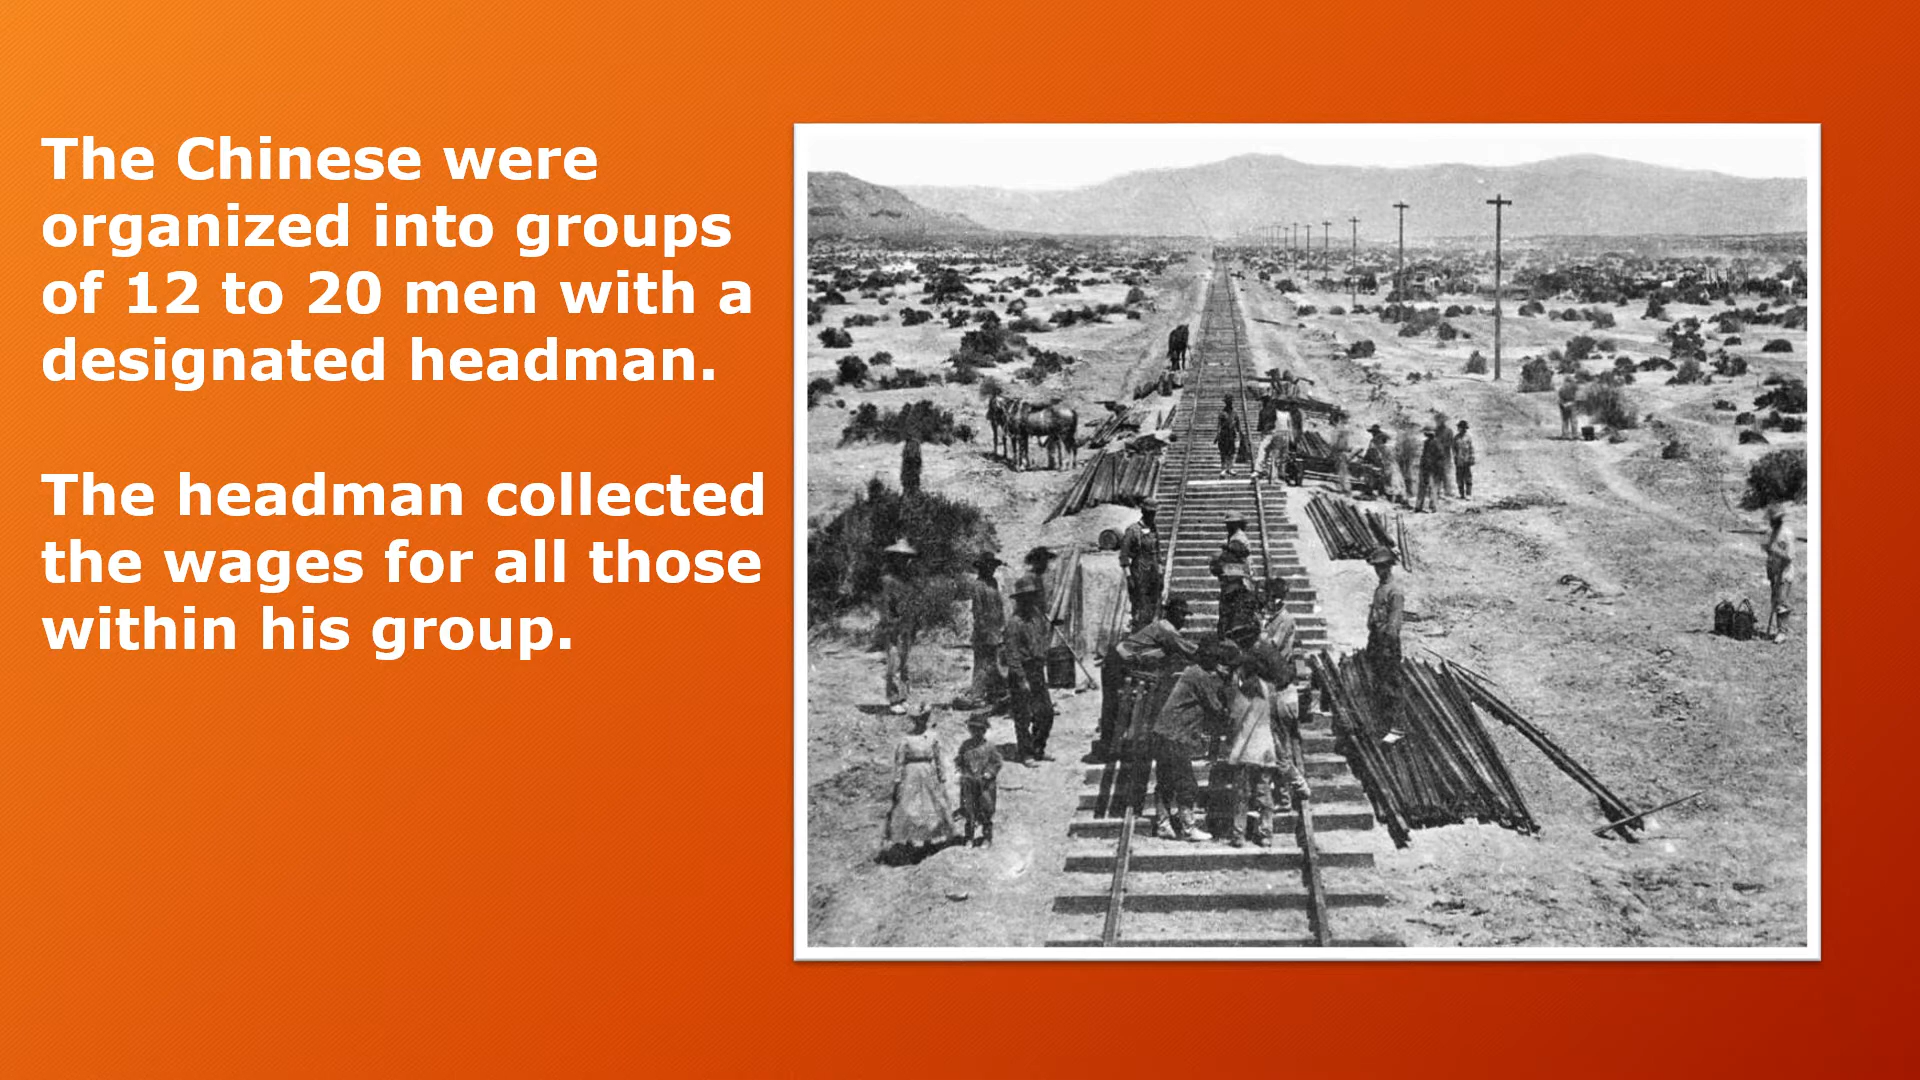 The Chinese were
organized into groups
of 12 to 20 men with a
designated headman.
The headman collected
the wages for all those
within his group.